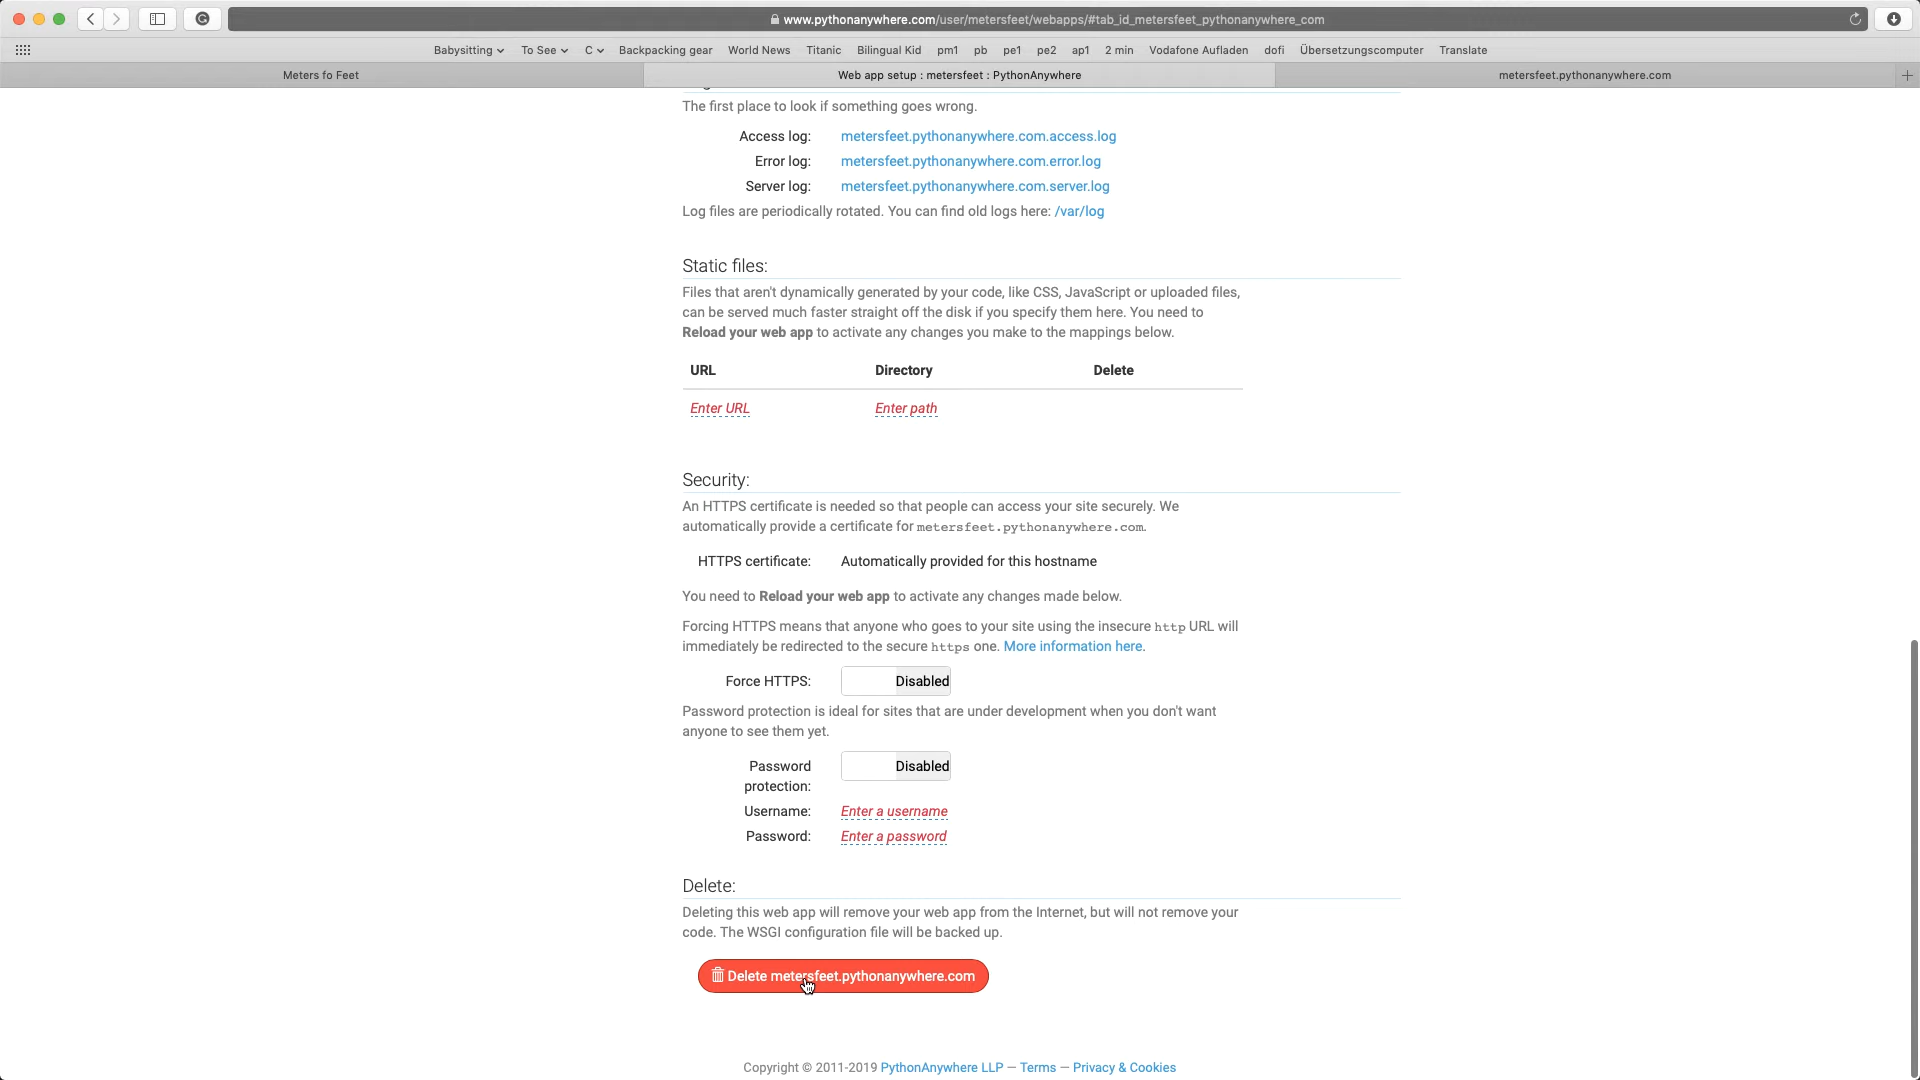 www.pythonanywhere.com/user/metersfeet/webapps/#tab_id_metersfeet_pythonanywhere_com
Babysitting To See C Backpacking gear World News Titanic Bilingual Kid pm1 pb pe1 pe2 ap1 2 min Vodafone Aufladen dofi Übersetzungscomputer Translate
Meters fo Feet Web app setup : metersfeet : PythonAnywhere metersfeet.pythonanywhere.com
The first place to look if something goes wrong.
Access log: metersfeet.pythonanywhere.com.access.log
Error log: metersfeet.pythonanywhere.com.error.log
Server log: metersfeet.pythonanywhere.com.server.log
Log files are periodically rotated. You can find old logs here: /var/log
Static files:
Files that aren't dynamically generated by your code, like CSS, JavaScript or uploaded files,
can be served much faster straight off the disk if you specify them here. You need to
Reload your web app to activate any changes you make to the mappings below.
URL Directory Delete
Enter URL Enter path
Security:
An HTTPS certificate is needed so that people can access your site securely. We
automatically provide a certificate for metersfeet.pythonanywhere.com.
HTTPS certificate: Automatically provided for this hostname
You need to Reload your web app to activate any changes made below.
Forcing HTTPS means that anyone who goes to your site using the insecure http URL will
immediately be redirected to the secure https one. More information here.
Force HTTPS: Disabled
Password protection is ideal for sites that are under development when you don't want
anyone to see them yet.
Password protection: Disabled
Username: Enter a username
Password: Enter a password
Delete:
Deleting this web app will remove your web app from the Internet, but will not remove your
code. The WSGI configuration file will be backed up.
Delete metersfeet.pythonanywhere.com
Copyright © 2011-2019 PythonAnywhere LLP — Terms — Privacy & Cookies